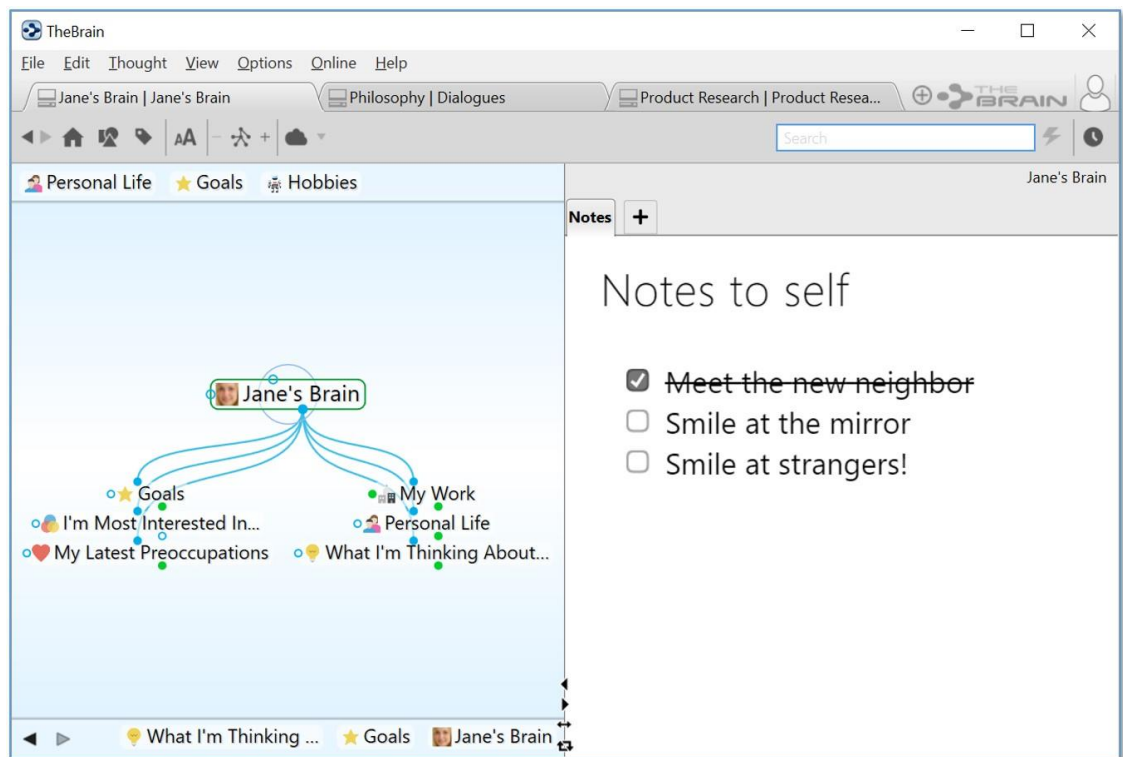 TheBrain
File Edit Thought View Options Online Help
Jane's Brain | Jane's Brain Philosophy | Dialogues Product Research | Product Resea... THE BRAIN
AA Search
Personal Life Goals Hobbies
Jane's Brain
Notes
Notes to self
Meet the new neighbor
Smile at the mirror
Smile at strangers!
Jane's Brain
Goals My Work
I'm Most Interested In... Personal Life
My Latest Preoccupations What I'm Thinking About...
What I'm Thinking ... Goals Jane's Brain